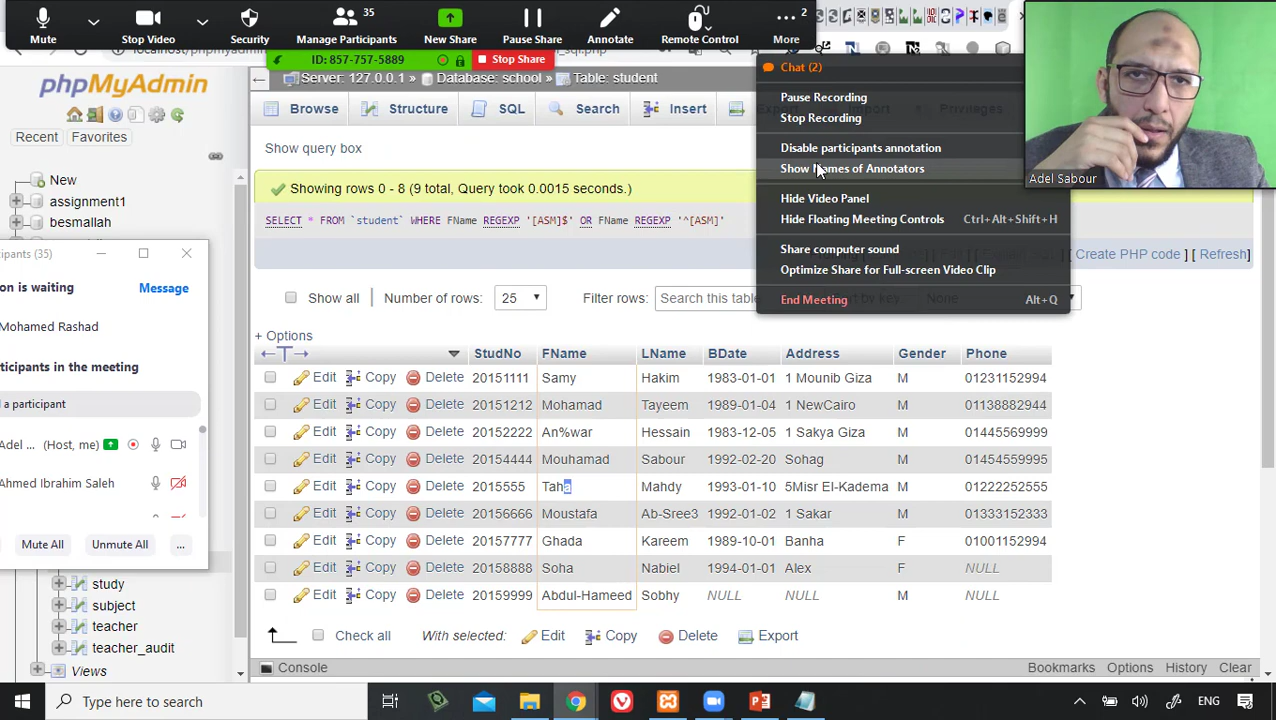 Mute
Stop Video
Security
35
Manage Participants
New Share
Pause Share
Annotate
Remote Control
2
More
ID: 857-757-5889
Stop Share
phpMyAdmin
Recent
Favorites
New
assignment1
besmallah
Server: 127.0.0.1 » Database: school » Table: student
Browse
Structure
SQL
Search
Insert
Privileges
Show query box
Showing rows 0 - 8 (9 total, Query took 0.0015 seconds.)
SELECT * FROM `student` WHERE FName REGEXP '[ASM]$' OR FName REGEXP '^[ASM]'
Create PHP code ] [ Refresh]
Show all
Number of rows:
25
Filter rows:
Search this table
None
Chat (2)
Pause Recording
Stop Recording
Disable participants annotation
Show Names of Annotators
Hide Video Panel
Hide Floating Meeting Controls Ctrl+Alt+Shift+H
Share computer sound
Optimize Share for Full-screen Video Clip
End Meeting Alt+Q
Adel Sabour
cipants (35)
on is waiting
Message
Mohamed Rashad
ticipants in the meeting
d a participant
Adel ... (Host, me)
Ahmed Ibrahim Saleh
Mute All
Unmute All
...
study
subject
teacher
teacher_audit
Views
+ Options
StudNo FName LName BDate Address Gender Phone
Edit Copy Delete 20151111 Samy Hakim 1983-01-01 1 Mounib Giza M 01231152994
Edit Copy Delete 20151212 Mohamad Tayeem 1989-01-04 1 NewCairo M 01138882944
Edit Copy Delete 20152222 An%war Hessain 1983-12-05 1 Sakya Giza M 01445569999
Edit Copy Delete 20154444 Mouhamad Sabour 1992-02-20 Sohag M 01454559995
Edit Copy Delete 2015555 Taha Mahdy 1993-01-10 5Misr El-Kadema M 01222252555
Edit Copy Delete 20156666 Moustafa Ab-Sree3 1992-01-02 1 Sakar M 01333152333
Edit Copy Delete 20157777 Ghada Kareem 1989-10-01 Banha F 01001152994
Edit Copy Delete 20158888 Soha Nabiel 1994-01-01 Alex F NULL
Edit Copy Delete 20159999 Abdul-Hameed Sobhy NULL NULL M NULL
Check all
With selected:
Edit
Copy
Delete
Export
Console
Bookmarks
Options
History
Clear
Type here to search
ENG